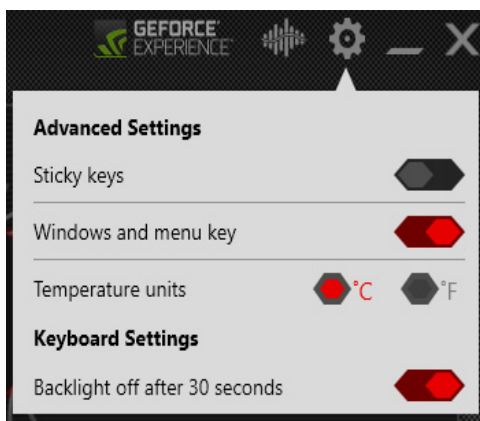 GEFORCE
EXPERIENCE
Advanced Settings
Sticky keys
Windows and menu key
Temperature units °C °F
Keyboard Settings
Backlight off after 30 seconds